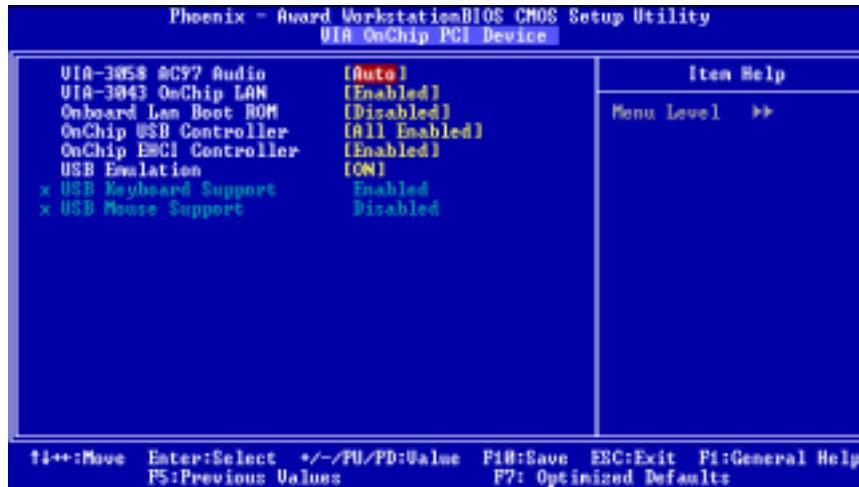 Phoenix - Award WorkstationBIOS CMOS Setup Utility
VIA OnChip PCI Device
VIA-3058 AC97 Audio [Auto]
VIA-3043 OnChip LAN [Enabled]
Onboard Lan Boot ROM [Disabled]
OnChip USB Controller [All Enabled]
OnChip EHCI Controller [Enabled]
USB Emulation [ON]
x USB Keyboard Support Enabled
x USB Mouse Support Disabled
Item Help
Menu Level ▶▶
↑↓←→:Move Enter:Select +/-/PU/PD:Value F10:Save ESC:Exit F1:General Help
F5:Previous Values F7: Optimized Defaults